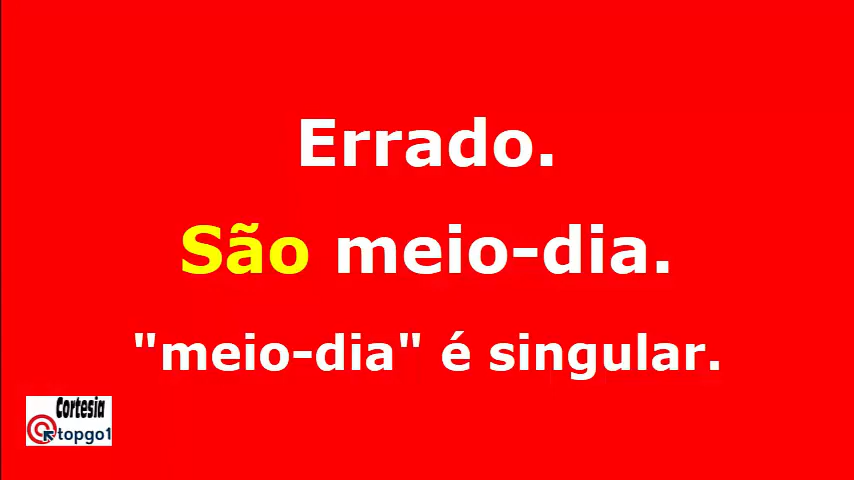 Errado.
São meio-dia.
"meio-dia" é singular.
Cortesia
topgo1